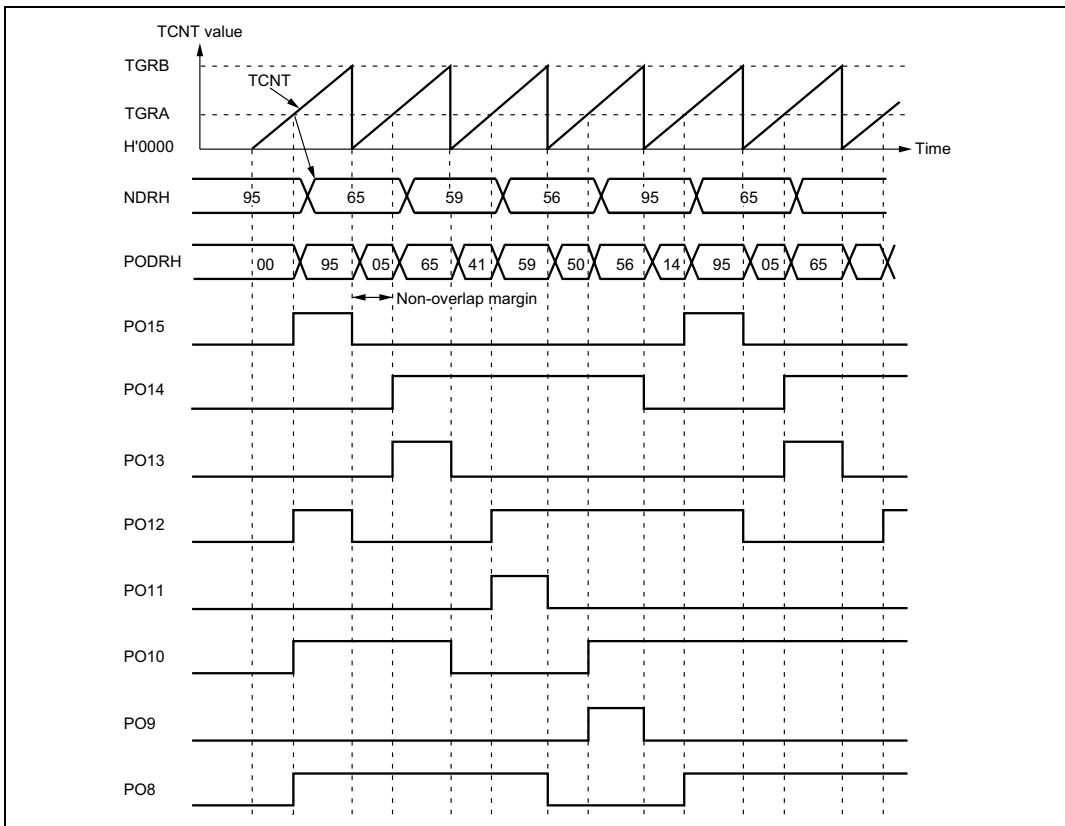 TCNT value
TGRB
TCNT
TGRA
H'0000
Time
NDRH 95 65 59 56 95 65
PODRH 00 95 05 65 41 59 50 56 14 95 05 65
Non-overlap margin
PO15
PO14
PO13
PO12
PO11
PO10
PO9
PO8